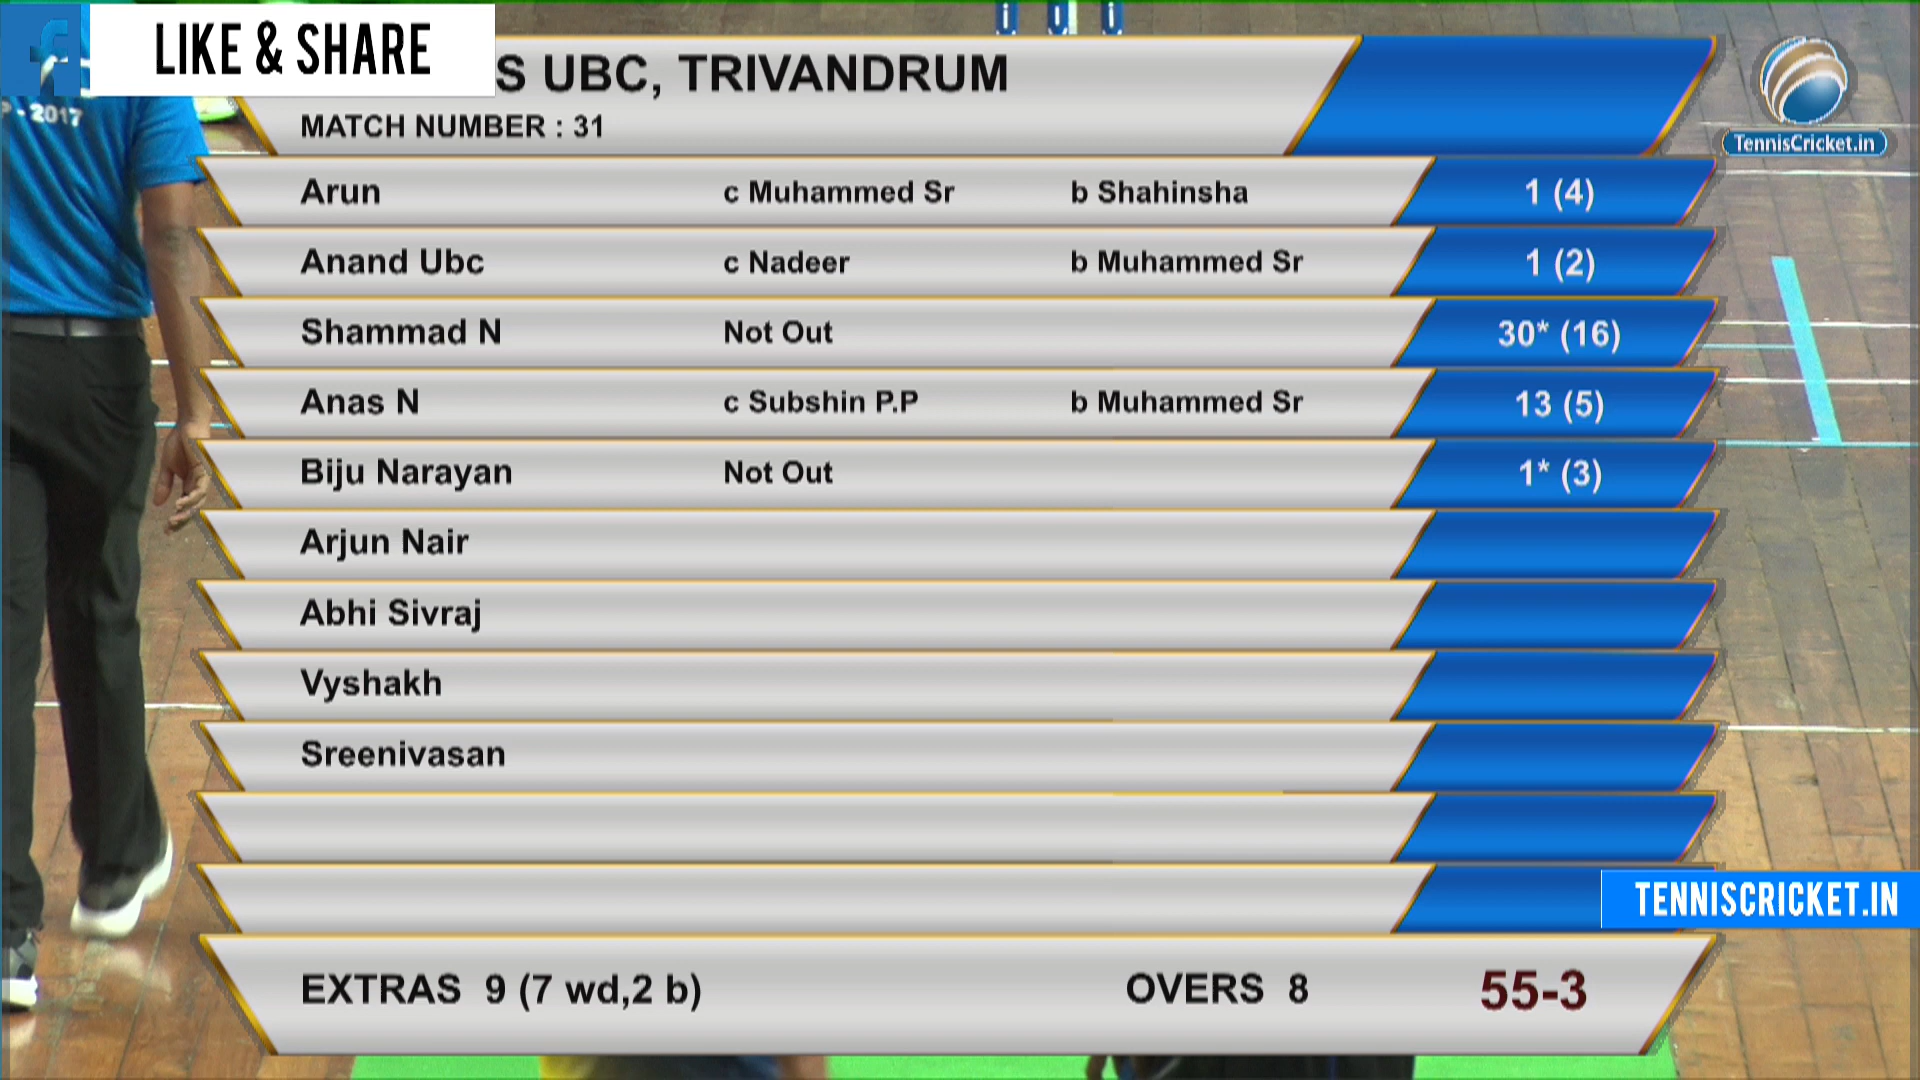 LIKE & SHARE
S UBC, TRIVANDRUM
MATCH NUMBER : 31
- 2017
TennisCricket.in
Arun c Muhammed Sr b Shahinsha 1 (4)
Anand Ubc c Nadeer b Muhammed Sr 1 (2)
Shammad N Not Out 30* (16)
Anas N c Subshin P.P b Muhammed Sr 13 (5)
Biju Narayan Not Out 1* (3)
Arjun Nair
Abhi Sivraj
Vyshakh
Sreenivasan
TENNISCRICKET.IN
EXTRAS 9 (7 wd,2 b) OVERS 8 55-3